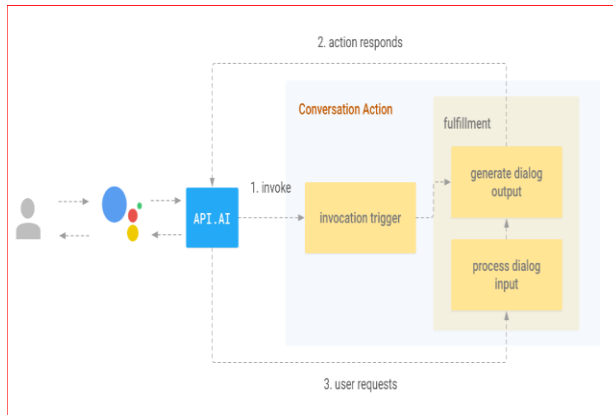 2. action responds
Conversation Action
fulfillment
1. invoke
API.AI
invocation trigger
generate dialog
output
process dialog
input
3. user requests